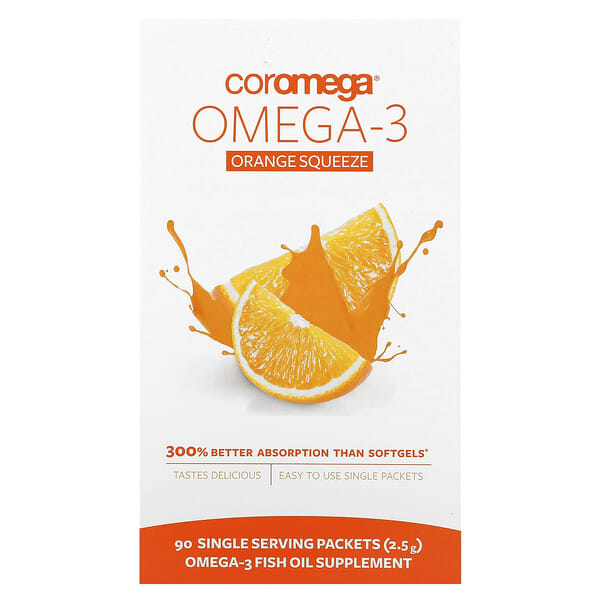 coromega®
OMEGA-3
ORANGE SQUEEZE
300% BETTER ABSORPTION THAN SOFTGELS*
TASTES DELICIOUS | EASY TO USE SINGLE PACKETS
90 SINGLE SERVING PACKETS (2.5 g)
OMEGA-3 FISH OIL SUPPLEMENT